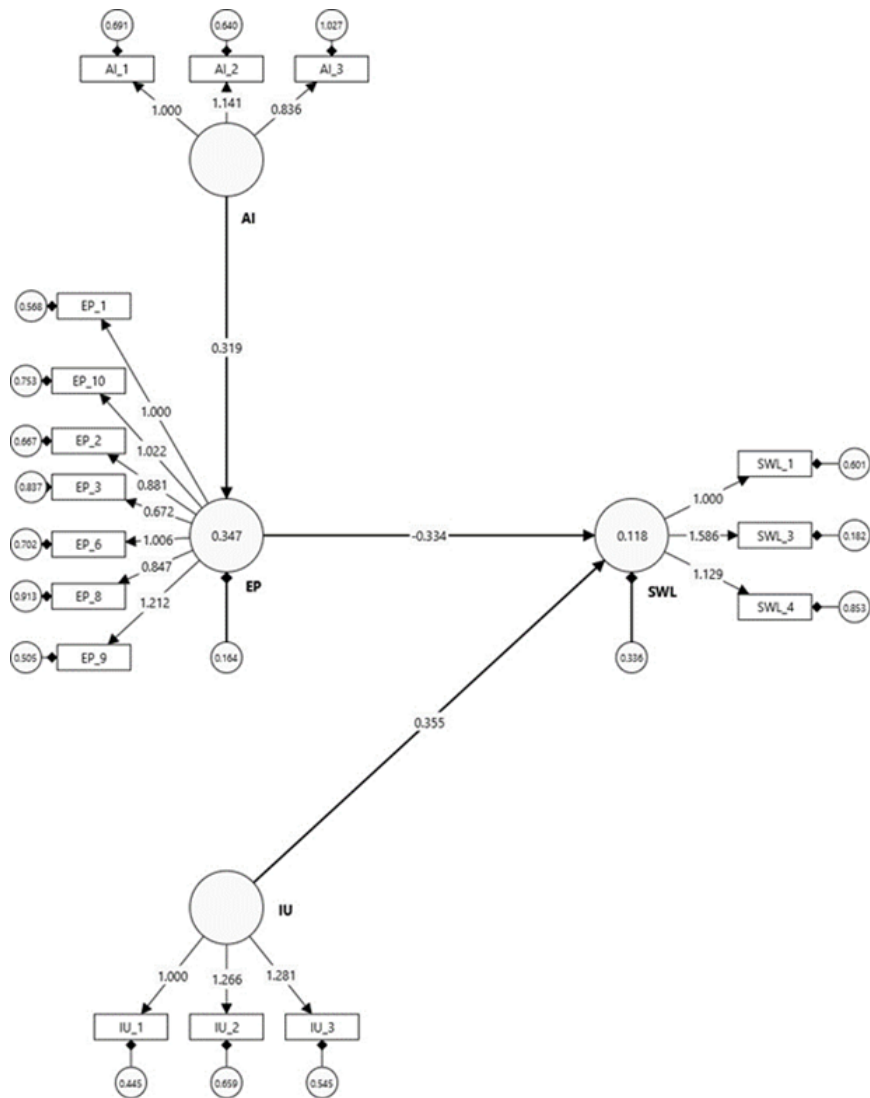 0.691 0.640 1.027
AI_1 AI_2 AI_3
1.000 1.141 0.836
AI
0.319
0.568 EP_1
0.753 EP_10
1.000
0.667 EP_2
1.022
0.837 EP_3
0.881
0.672
0.702 EP_6
1.006
0.847
0.913 EP_8
1.212
0.505 EP_9
0.347
EP
0.164
-0.334
0.118
SWL
0.336
1.000 SWL_1 0.601
1.586 SWL_3 0.182
1.129 SWL_4 0.853
0.355
IU
1.000 1.266 1.281
IU_1 IU_2 IU_3
0.445 0.659 0.545